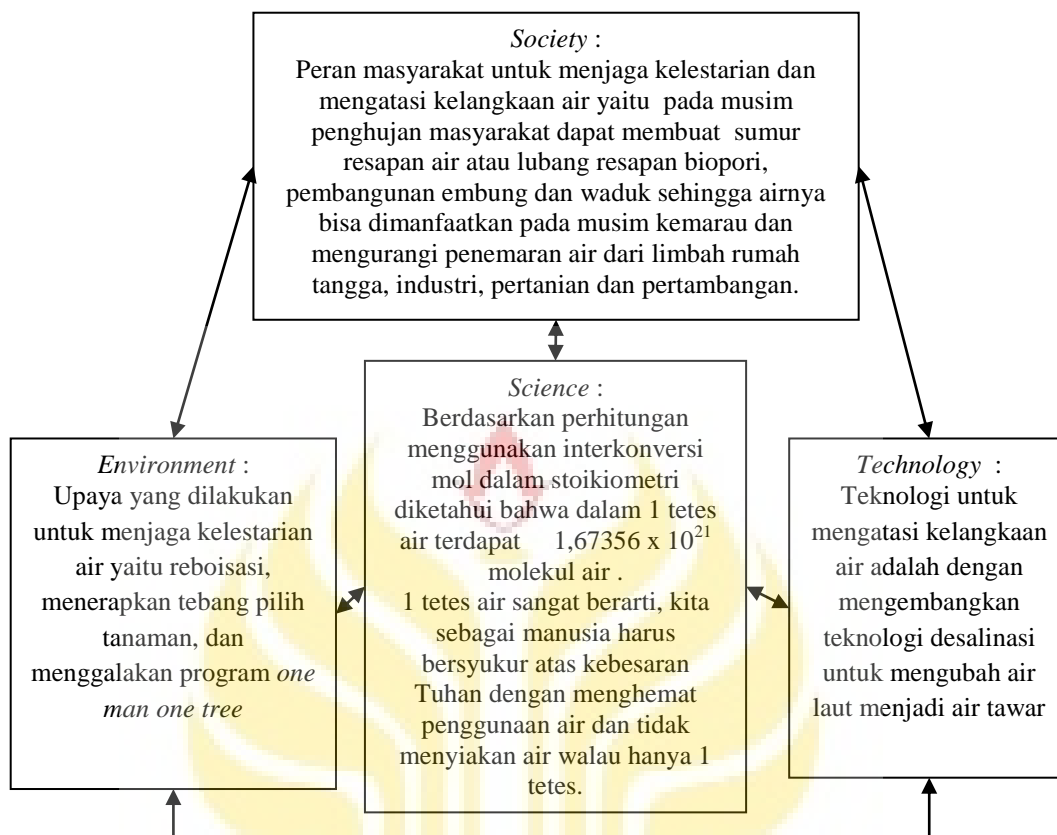 Society :
Peran masyarakat untuk menjaga kelestarian dan
mengatasi kelangkaan air yaitu pada musim
penghujan masyarakat dapat membuat sumur
resapan air atau lubang resapan biopori,
pembangunan embung dan waduk sehingga airnya
bisa dimanfaatkan pada musim kemarau dan
mengurangi penemaran air dari limbah rumah
tangga, industri, pertanian dan pertambangan.
Environment :
Upaya yang dilakukan
untuk menjaga kelestarian
air yaitu reboisasi,
menerapkan tebang pilih
tanaman, dan
menggalakan program one
man one tree
Science :
Berdasarkan perhitungan
menggunakan interkonversi
mol dalam stoikiometri
diketahui bahwa dalam 1 tetes
air terdapat 1,67356 x 10²¹
molekul air .
1 tetes air sangat berarti, kita
sebagai manusia harus
bersyukur atas kebesaran
Tuhan dengan menghemat
penggunaan air dan tidak
menyiakan air walau hanya 1
tetes.
Technology :
Teknologi untuk
mengatasi kelangkaan
air adalah dengan
mengembangkan
teknologi desalinasi
untuk mengubah air
laut menjadi air tawar